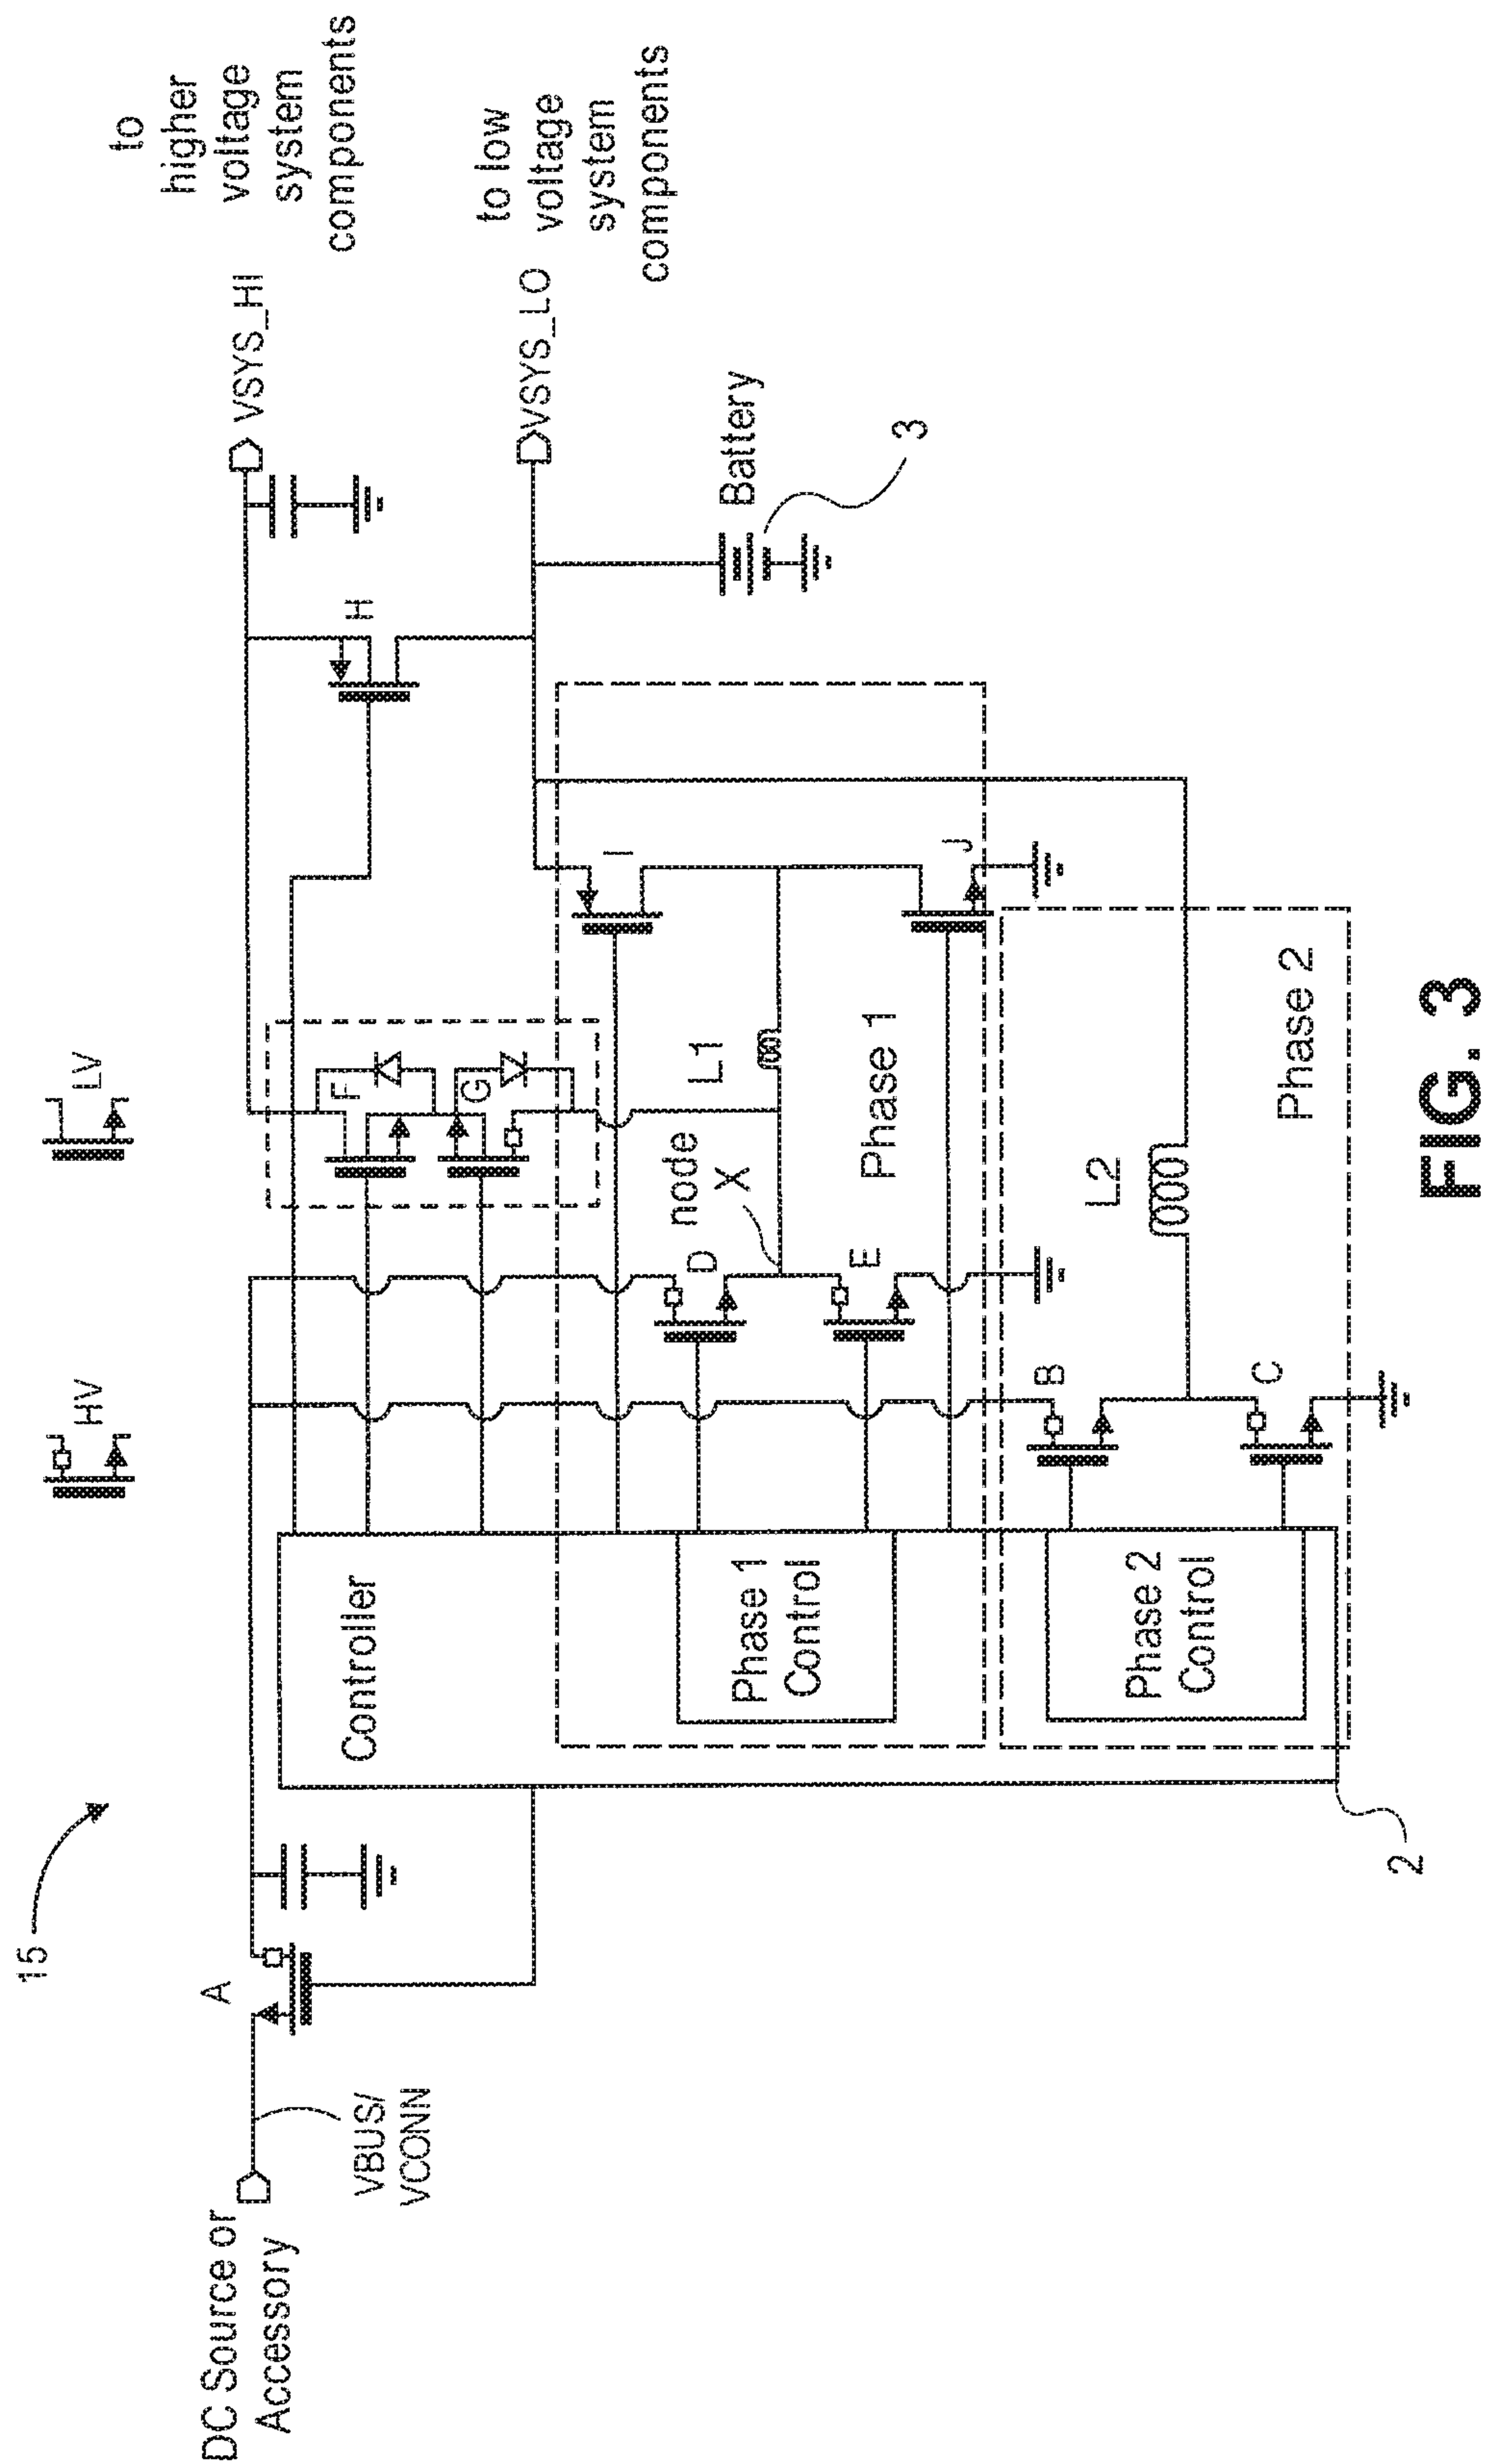 15
HV
LV
to
higher
voltage
system
components
DC Source or
Accessory
A
VBUS/
VCONN
VSYS_HI
H
F
G
Controller
to low
voltage
system
components
VSYS_LO
Battery
3
I
node
X
L1
D
E
Phase 1
Control
Phase 1
J
B
C
L2
Phase 2
Control
Phase 2
2
FIG. 3